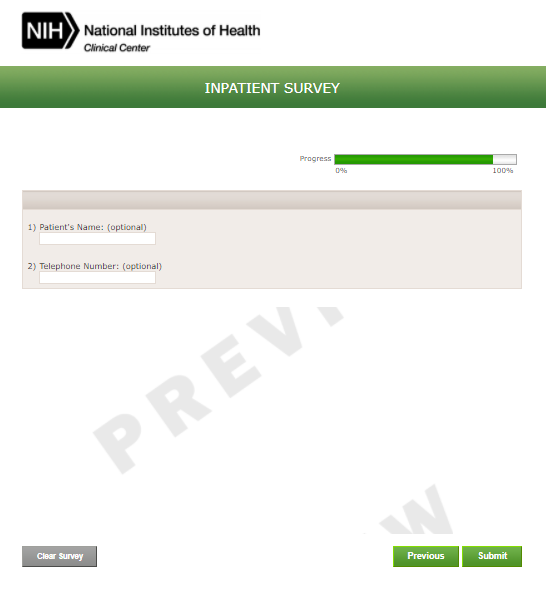 NIH National Institutes of Health
Clinical Center
INPATIENT SURVEY
Progress
0% 100%
1) Patient's Name: (optional)
2) Telephone Number: (optional)
PREVI
W
Clear Survey Previous Submit